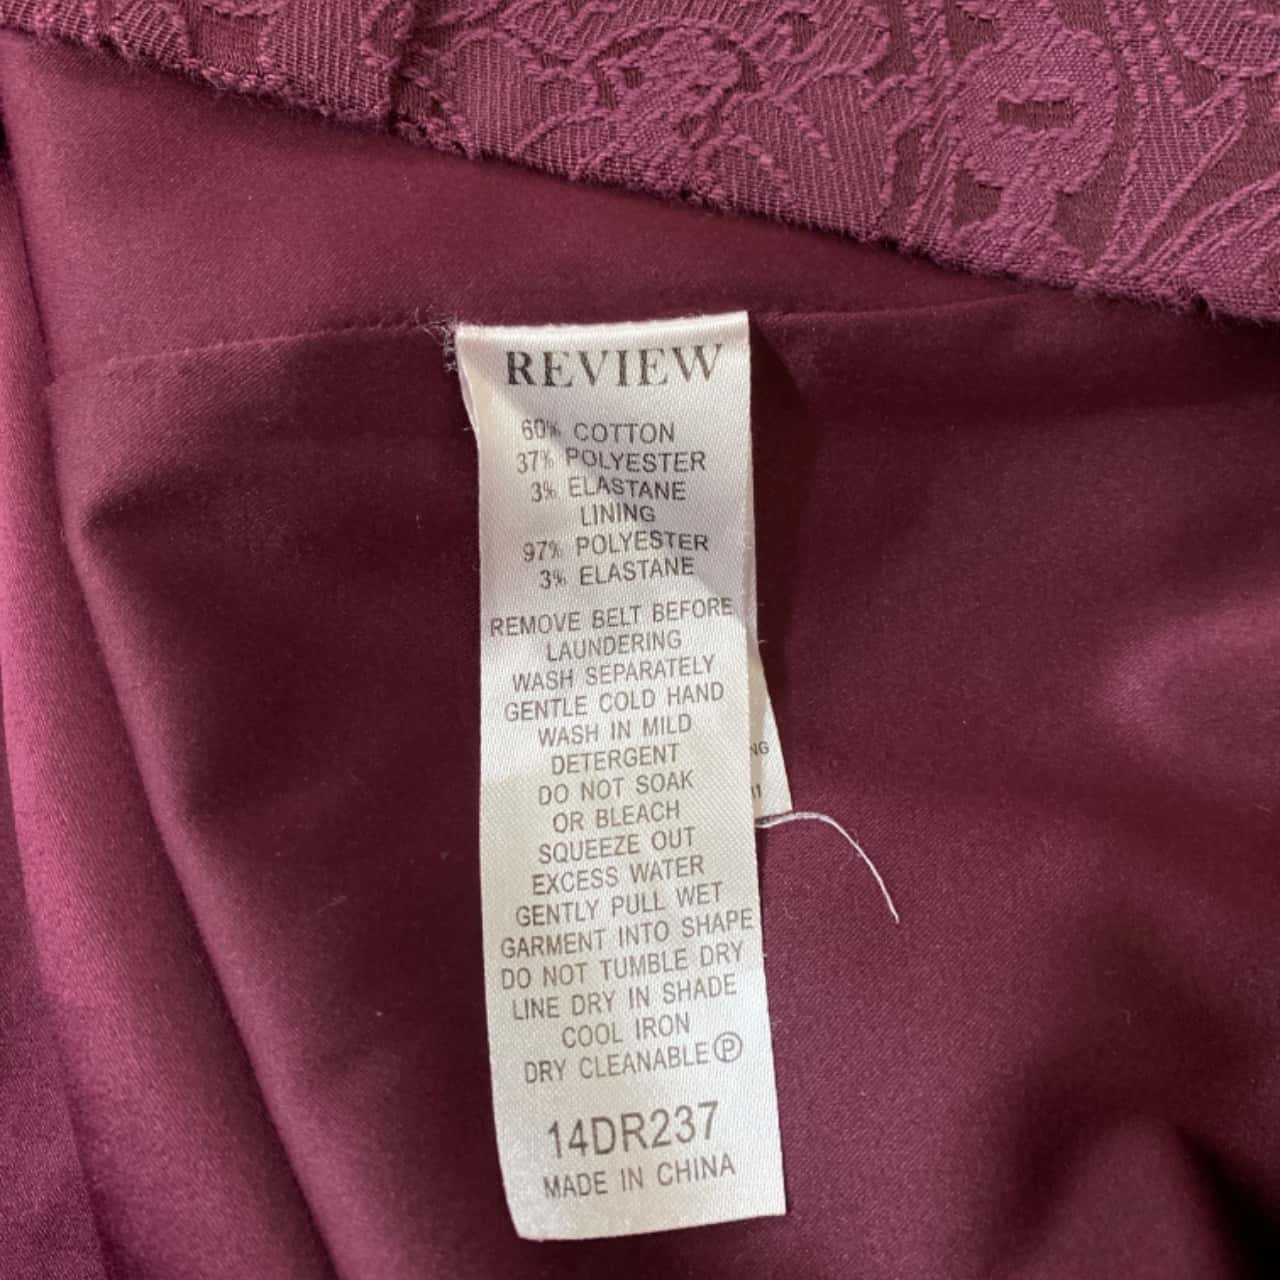 REVIEW
60% COTTON
37% POLYESTER
3% ELASTANE
LINING
97% POLYESTER
3% ELASTANE
REMOVE BELT BEFORE
LAUNDERING
WASH SEPARATELY
GENTLE COLD HAND
WASH IN MILD
DETERGENT
DO NOT SOAK
OR BLEACH
SQUEEZE OUT
EXCESS WATER
GENTLY PULL WET
GARMENT INTO SHAPE
DO NOT TUMBLE DRY
LINE DRY IN SHADE
COOL IRON
DRY CLEANABLE Ⓟ
14DR237
MADE IN CHINA